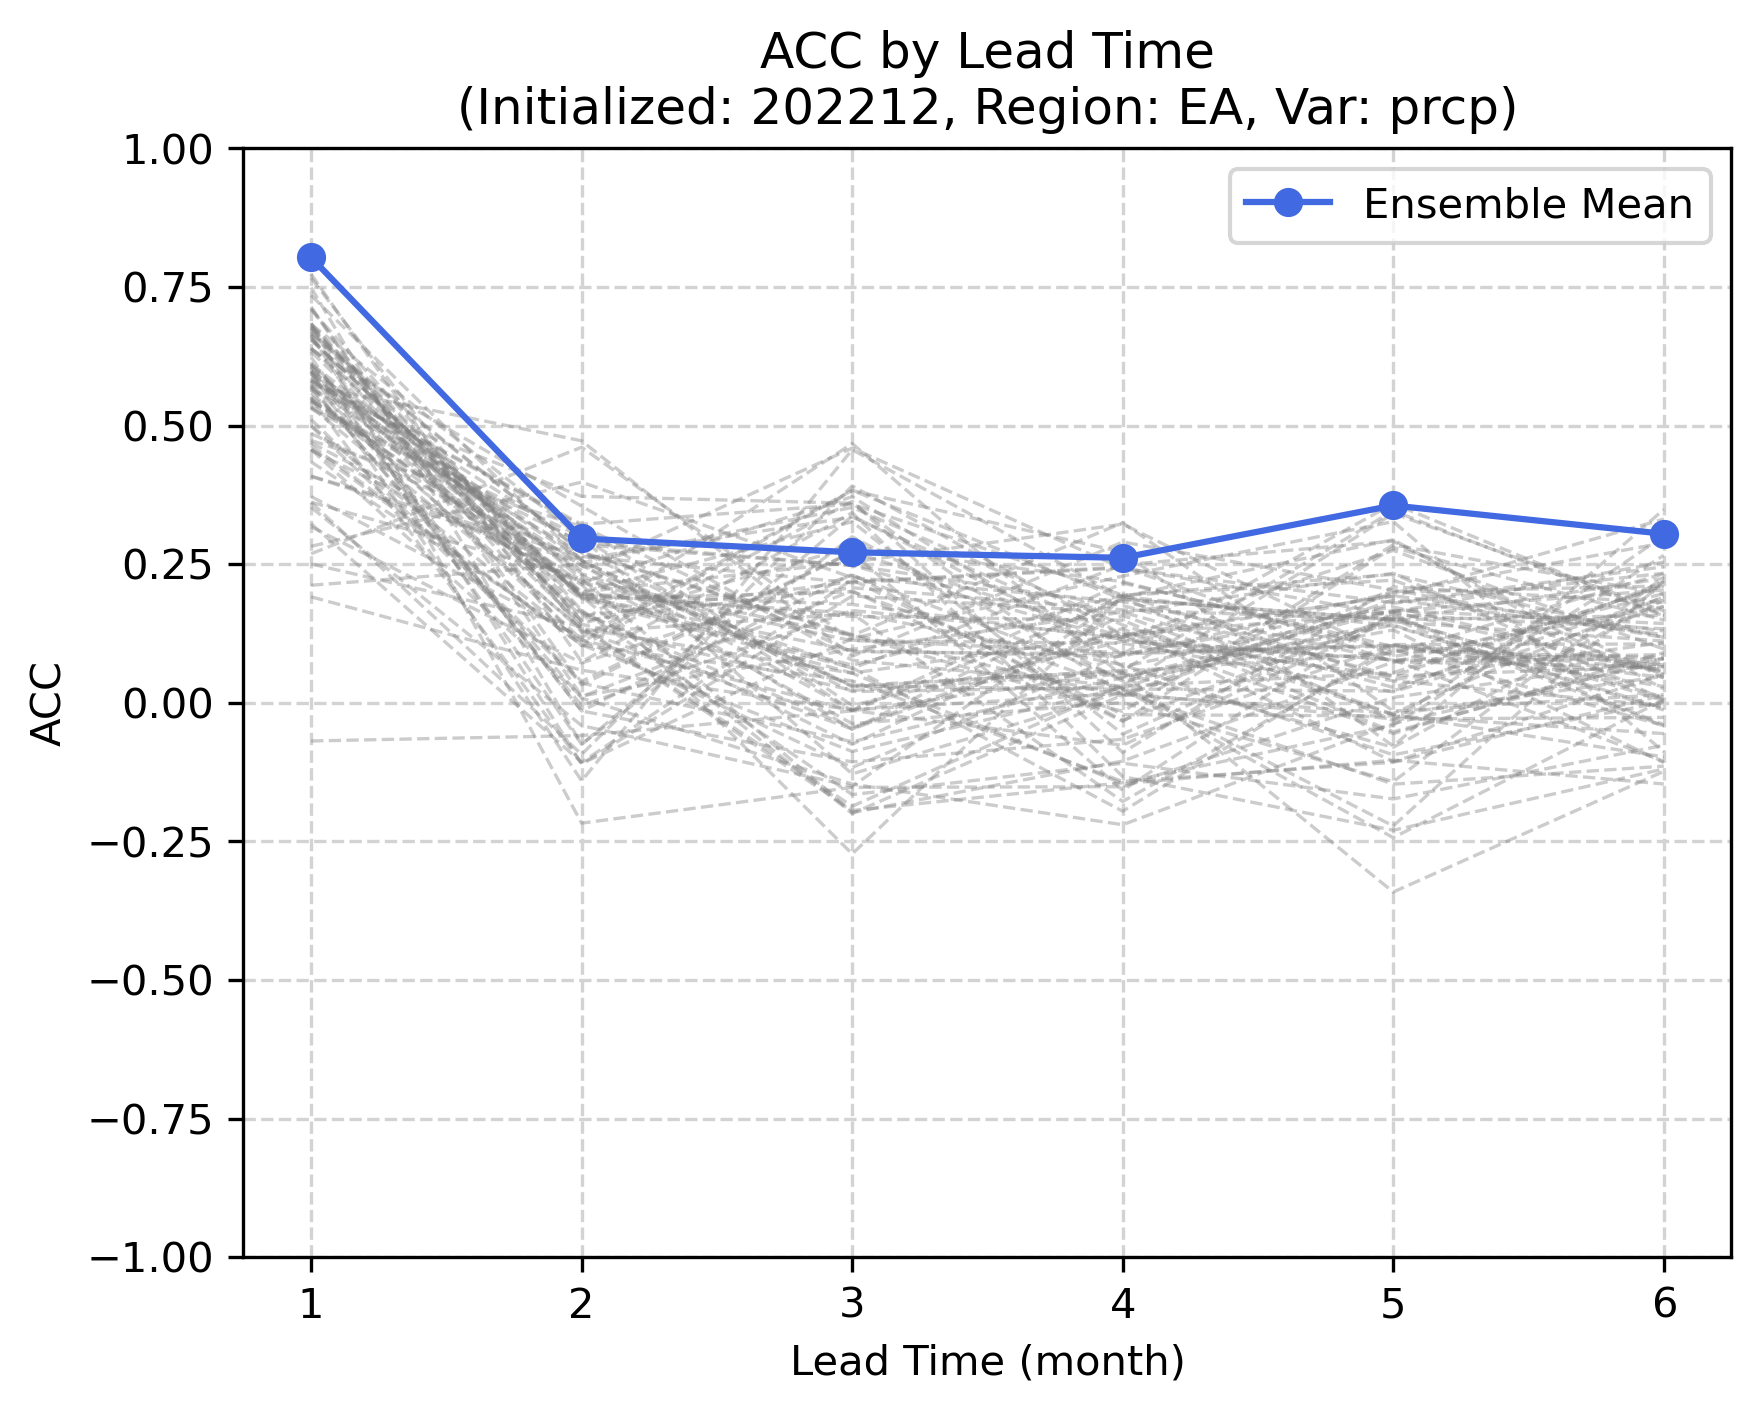 ACC by Lead Time
(Initialized: 202212, Region: EA, Var: prcp)
Ensemble Mean
1.00
0.75
0.50
0.25
0.00
−0.25
−0.50
−0.75
−1.00
ACC
1 2 3 4 5 6
Lead Time (month)